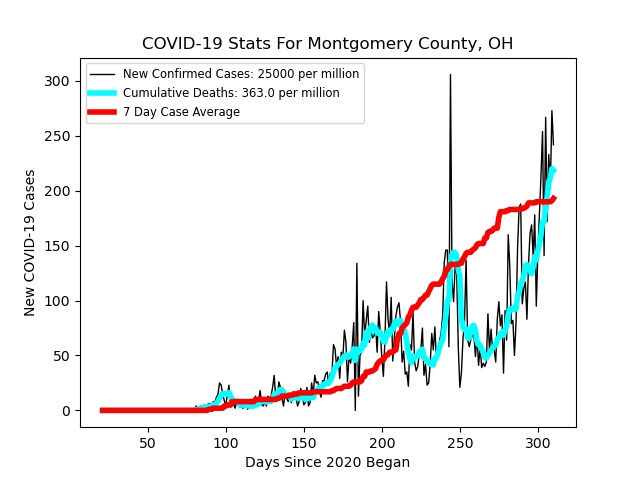 COVID-19 Stats For Montgomery County, OH
New Confirmed Cases: 25000 per million
Cumulative Deaths: 363.0 per million
7 Day Case Average
New COVID-19 Cases
300
250
200
150
100
50
0
50
100
150
200
250
300
Days Since 2020 Began